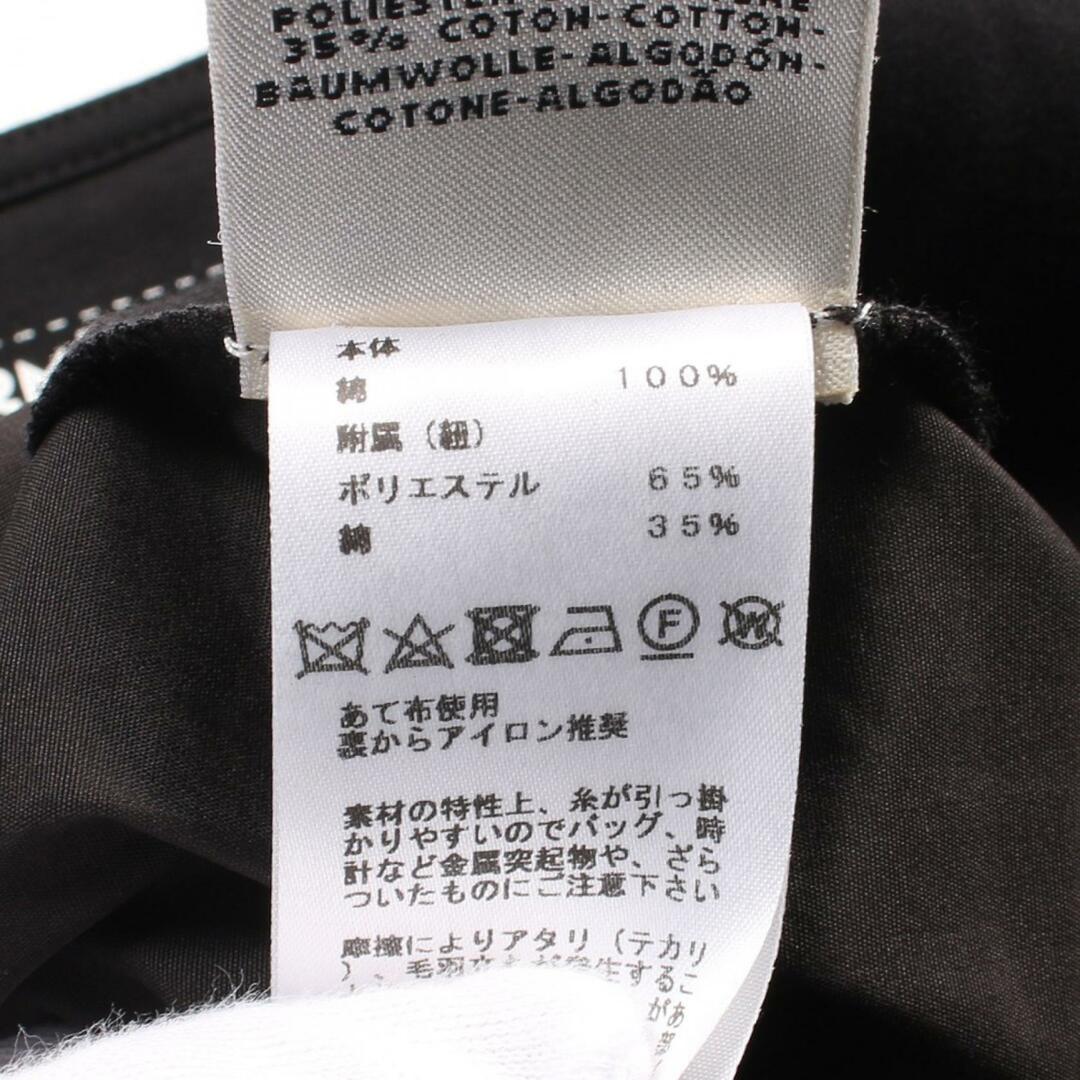 35% COTON-COTTON-
BAUMWOLLE-ALGODÓN-
COTONE-ALGODÃO
本体
綿 100%
附属（紐）
ポリエステル 65%
綿 35%
F W
あて布使用
裏からアイロン推奨
素材の特性上、糸が引っ掛
かりやすいのでバッグ、時
計など金属突起物や、ざら
ついたものにご注意下さい
摩擦によりアタリ（テカリ
）、毛羽立ちが発生するこ
があ
部